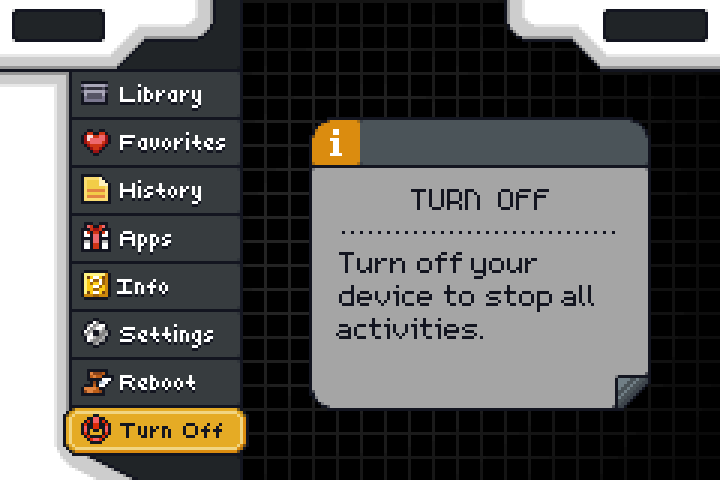 Library
Favorites
History
Apps
Info
Settings
Reboot
Turn Off
i
TURN OFF
Turn off your
device to stop all
activities.